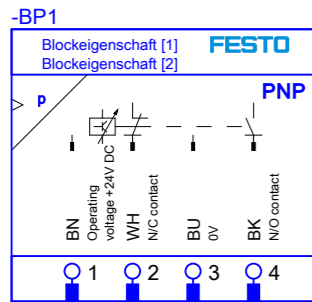 -BP1
Blockeigenschaft [1]
FESTO
Blockeigenschaft [2]
p
PNP
BN
Operating
voltage +24V DC
WH
N/C contact
BU
0V
BK
N/O contact
1
2
3
4